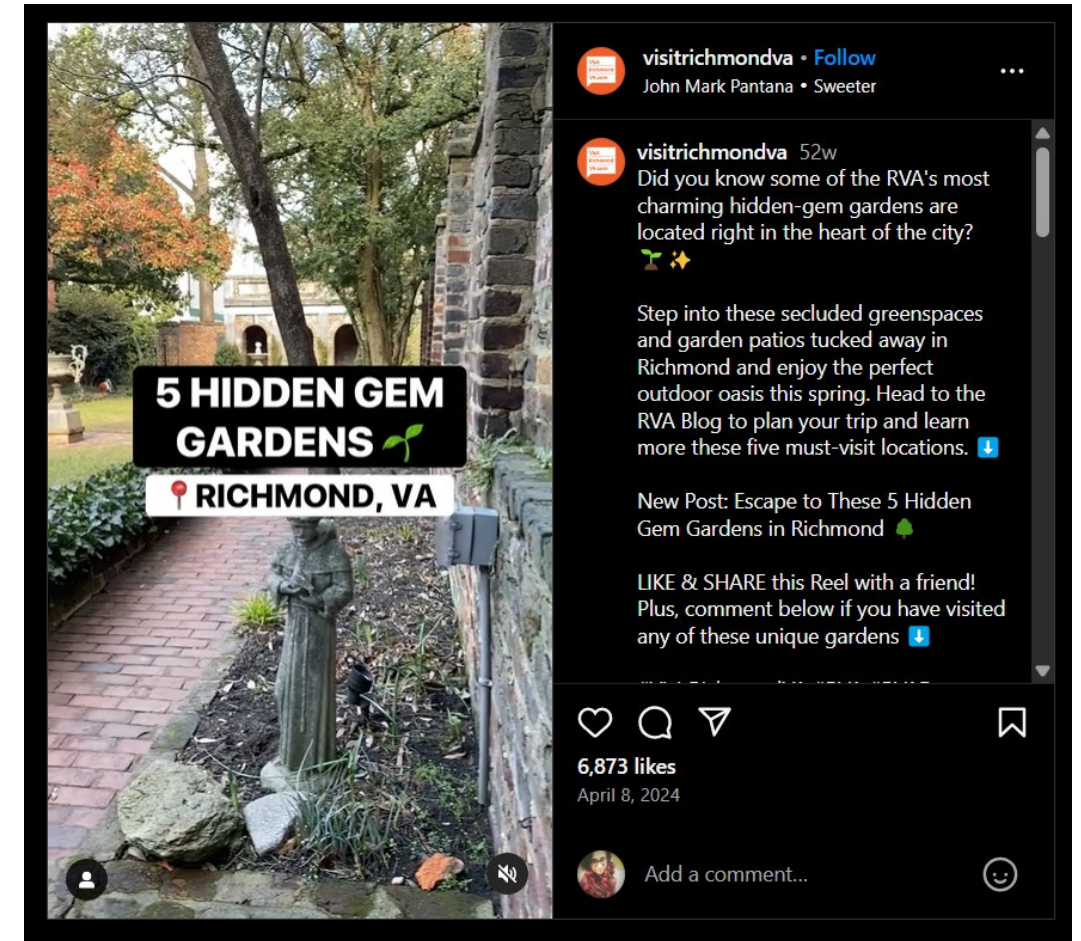 5 HIDDEN GEM
GARDENS 🌱
📍RICHMOND, VA
visitrichmondva • Follow
John Mark Pantana • Sweeter
visitrichmondva 52w
Did you know some of the RVA's most
charming hidden-gem gardens are
located right in the heart of the city?
🌱✨
Step into these secluded greenspaces
and garden patios tucked away in
Richmond and enjoy the perfect
outdoor oasis this spring. Head to the
RVA Blog to plan your trip and learn
more these five must-visit locations. ⬇️
New Post: Escape to These 5 Hidden
Gem Gardens in Richmond 🌳
LIKE & SHARE this Reel with a friend!
Plus, comment below if you have visited
any of these unique gardens ⬇️
6,873 likes
April 8, 2024
Add a comment...